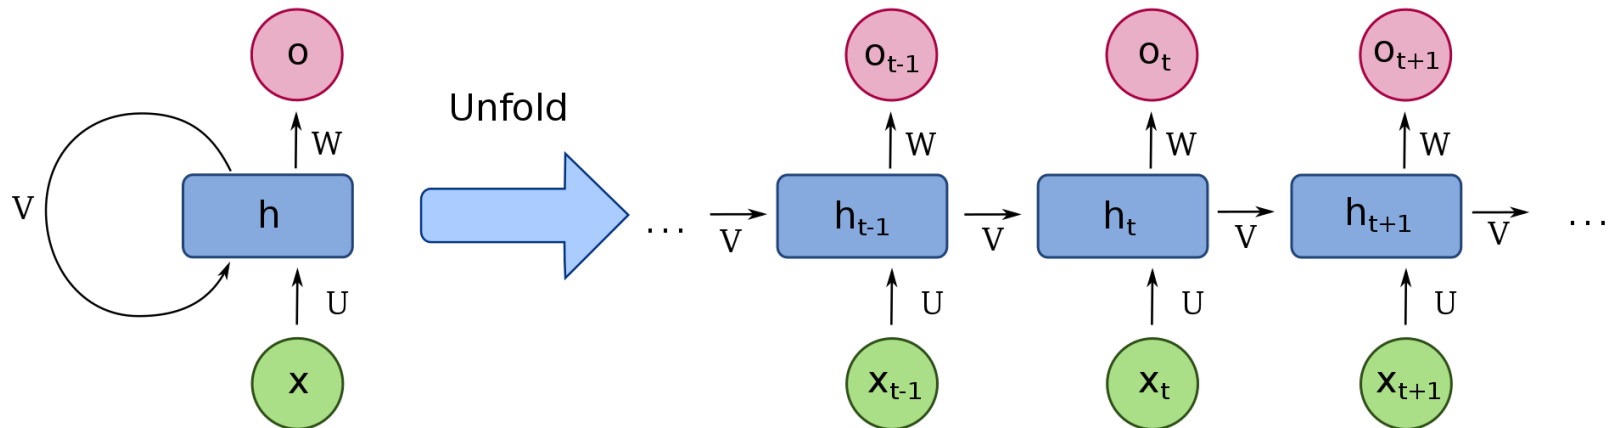 o
W
V
h
U
x
Unfold
...
V
o_{t-1}
W
h_{t-1}
U
x_{t-1}
V
o_t
W
h_t
U
x_t
V
o_{t+1}
W
h_{t+1}
U
x_{t+1}
V
...